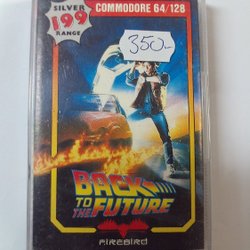 SILVER
199
RANGE
COMMODORE 64/128
350.-
BACK
TO
THE FUTURE
FIREBIRD